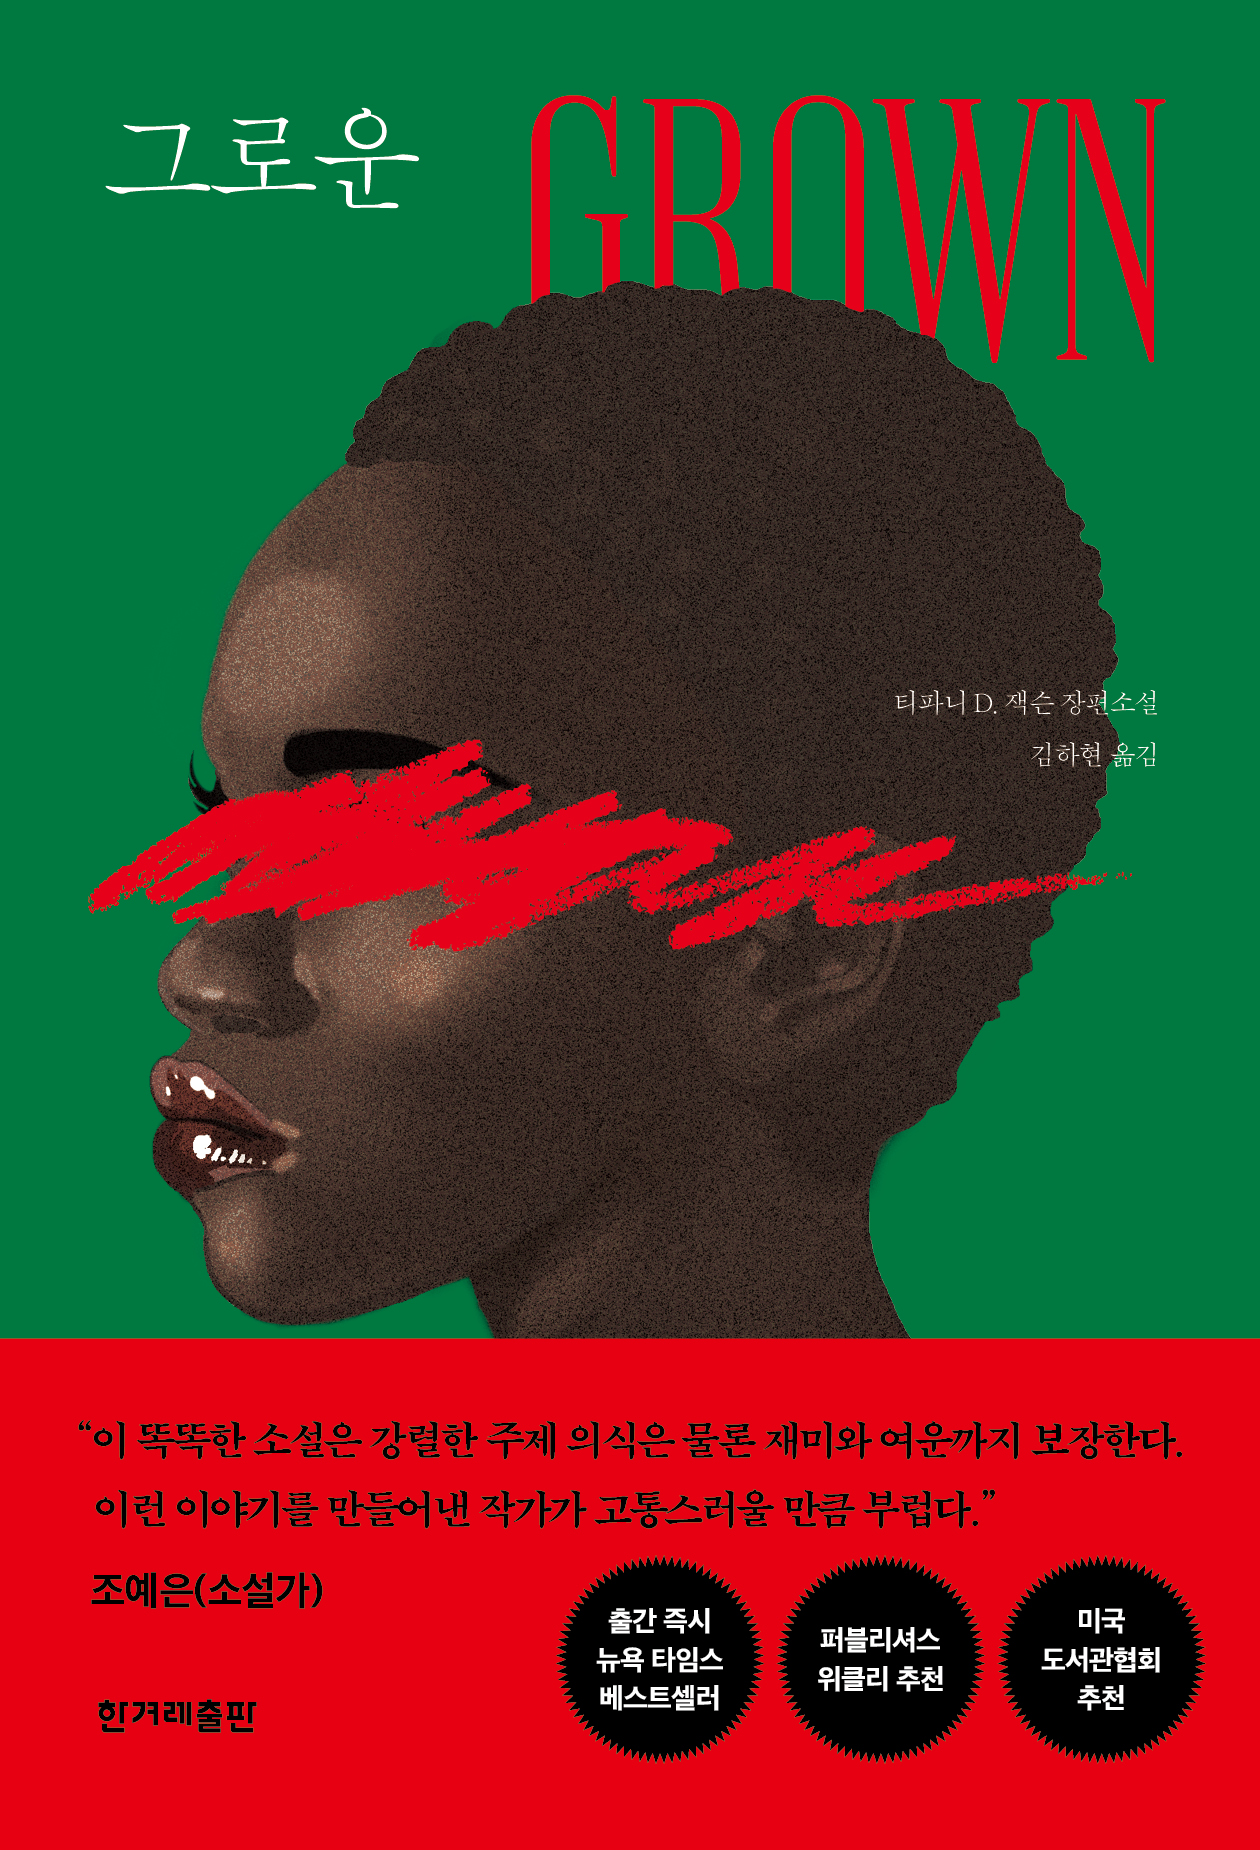 그로운
GROWN
티파니 D. 잭슨 장편소설
김하현 옮김
“이 똑똑한 소설은 강렬한 주제 의식은 물론 재미와 여운까지 보장한다.
이런 이야기를 만들어낸 작가가 고통스러울 만큼 부럽다.”
조예은(소설가)
출간 즉시
뉴욕 타임스
베스트셀러
퍼블리셔스
위클리 추천
미국
도서관협회
추천
한겨레출판